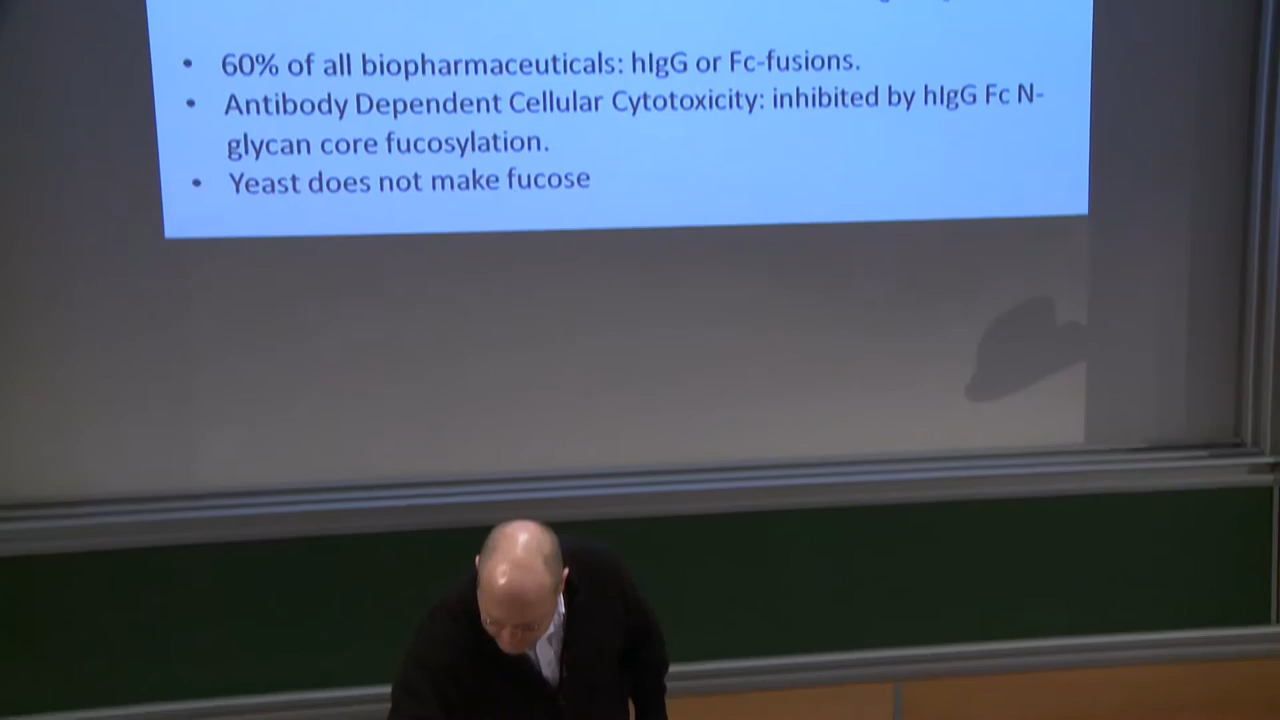 • 60% of all biopharmaceuticals: hIgG or Fc-fusions.
• Antibody Dependent Cellular Cytotoxicity: inhibited by hIgG Fc N-
glycan core fucosylation.
• Yeast does not make fucose